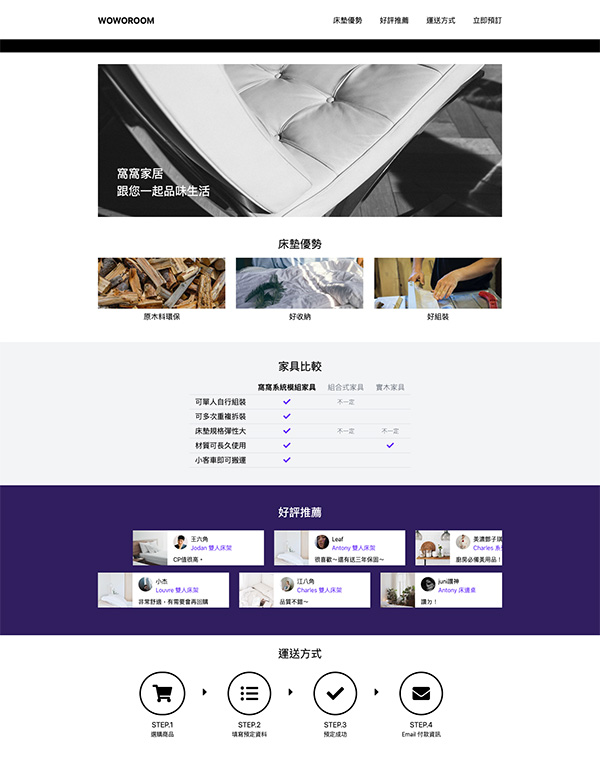 WOWOROOM
床墊優勢 好評推薦 運送方式 立即預訂
窩窩家居
跟您一起品味生活
床墊優勢
原木料環保 好收納 好組裝
家具比較
窩窩系統模組家具 組合式家具 實木家具
可單人自行組裝 不一定
可多次重複拆裝
床墊規格彈性大 不一定 不一定
材質可長久使用
小客車即可搬運
好評推薦
王六角
Jodan 雙人床架
CP值很高。
Leaf
Antony 雙人床架
很喜歡~還有送三年保固~
美濃鄧子琪
Charles 系
廚房必備美用品!
小杰
Louvre 雙人床架
非常舒適,有需要會再回購
江八角
Charles 雙人床架
品質不錯~
juni護神
Antony 床邊桌
讚ㄉ!
運送方式
STEP.1 STEP.2 STEP.3 STEP.4
選購商品 填寫預定資料 預定成功 Email 付款資訊